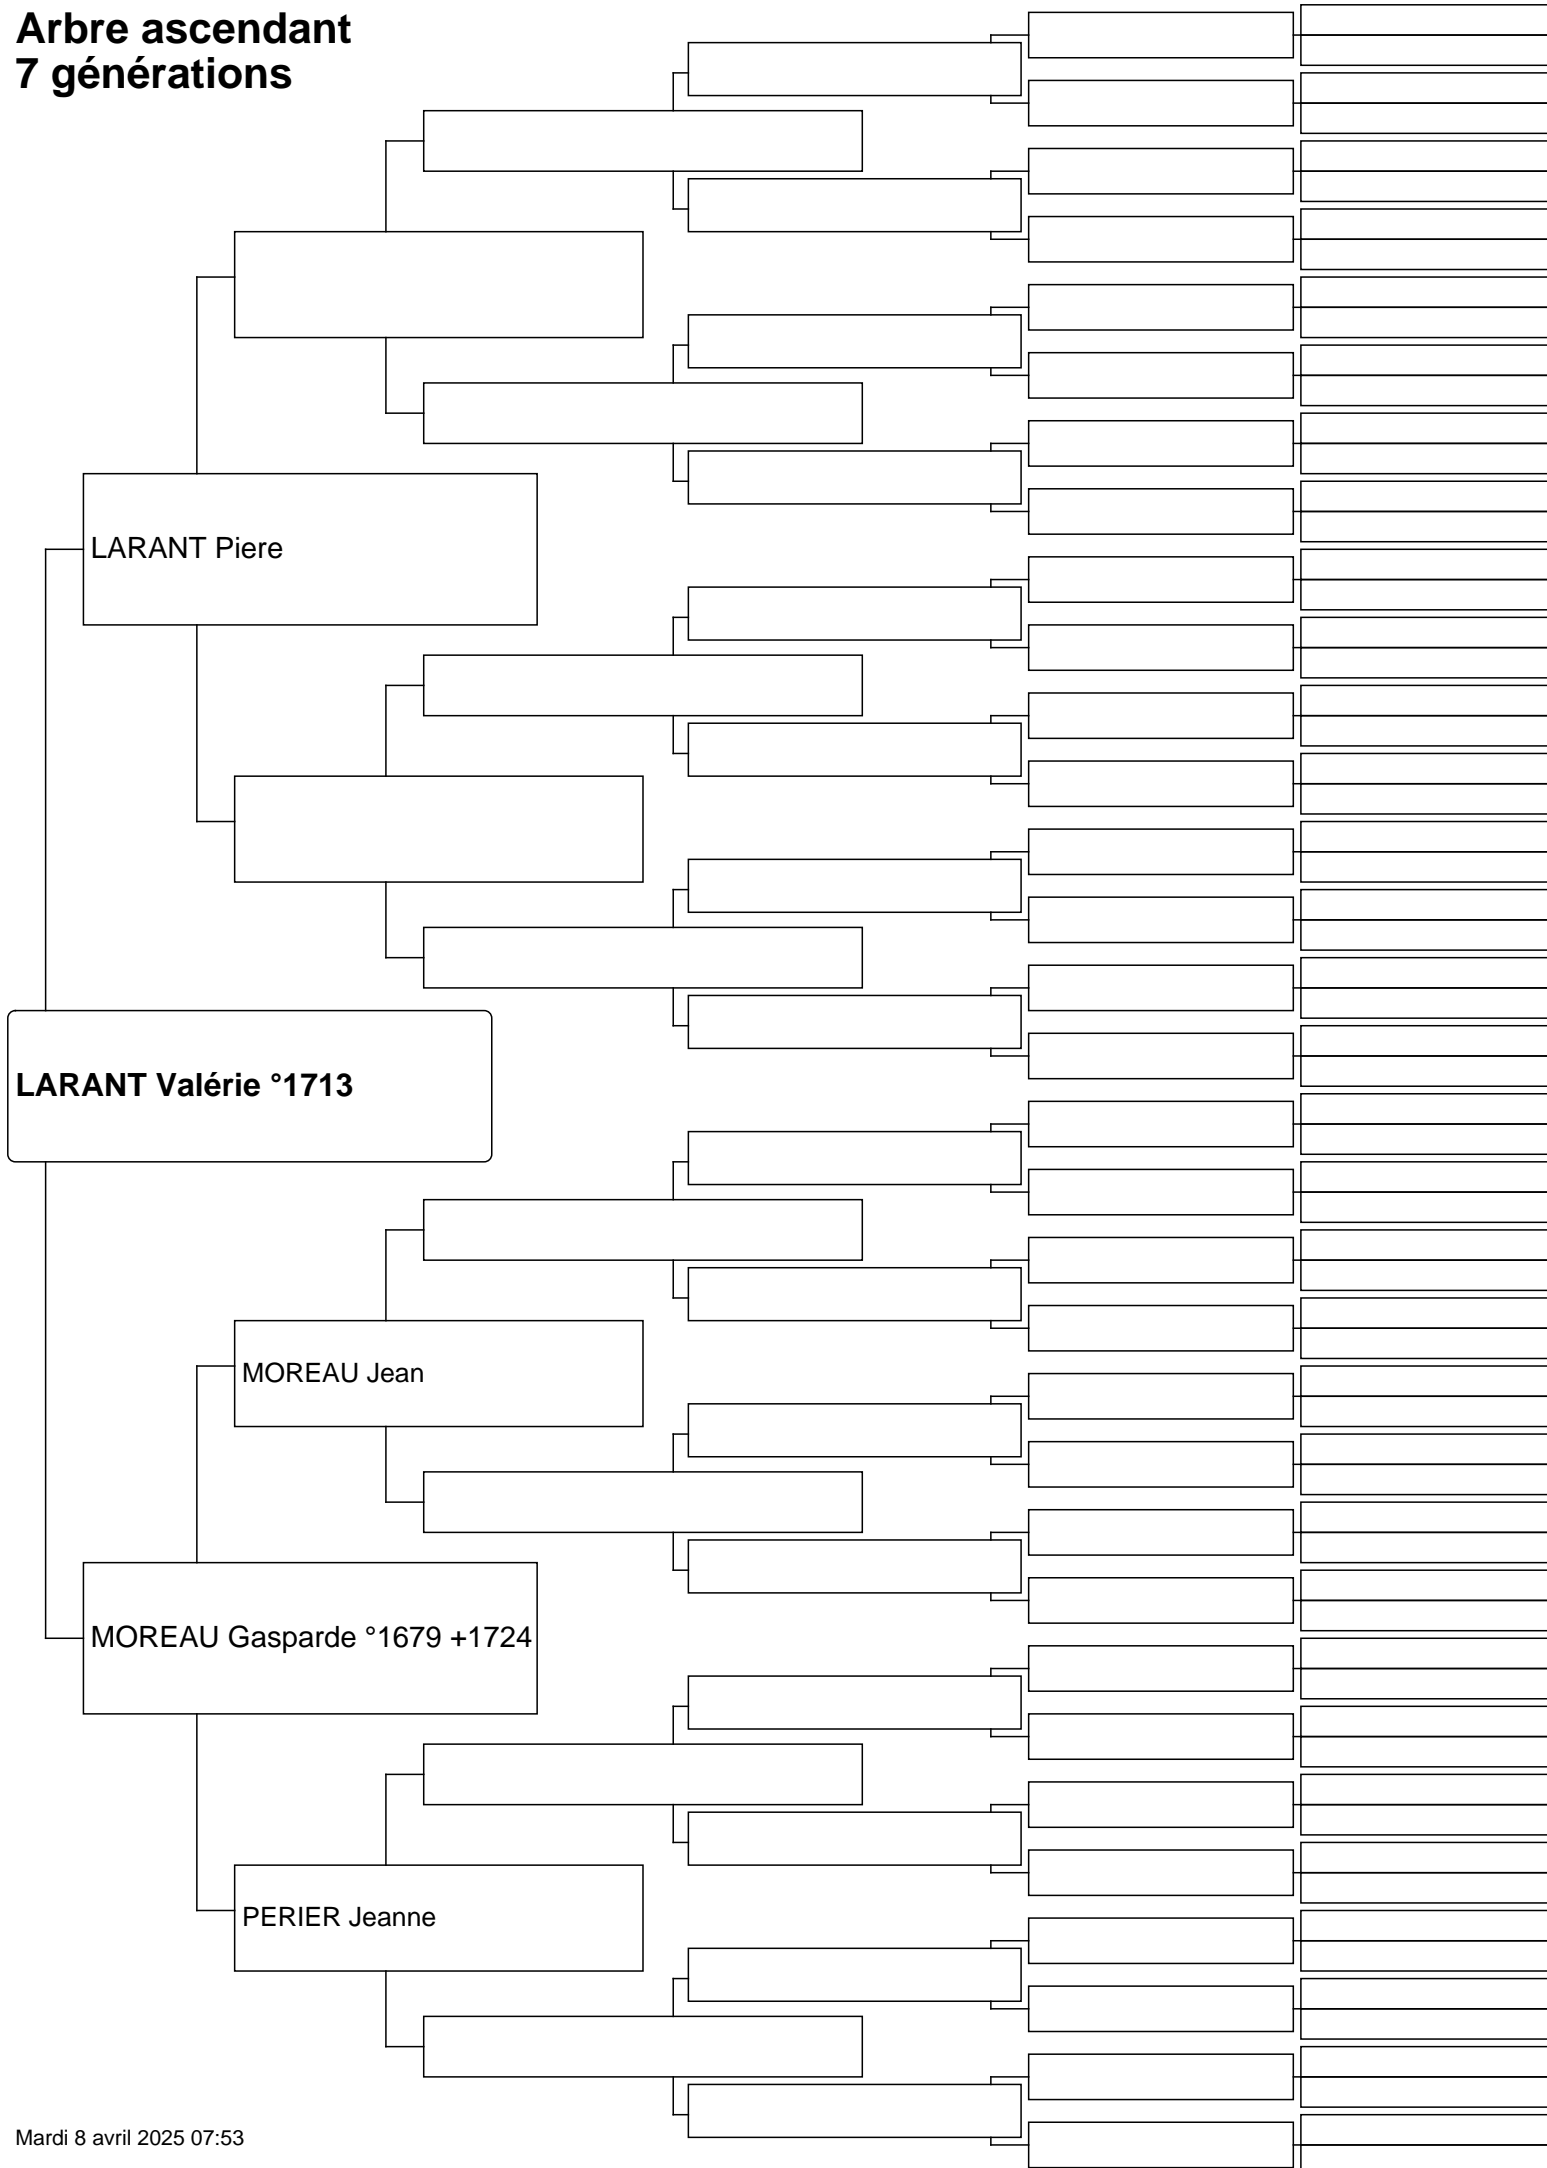 Arbre ascendant
7 générations
LARANT Piere
LARANT Valérie °1713
MOREAU Jean
MOREAU Gasparde °1679 +1724
PERIER Jeanne
Mardi 8 avril 2025 07:53